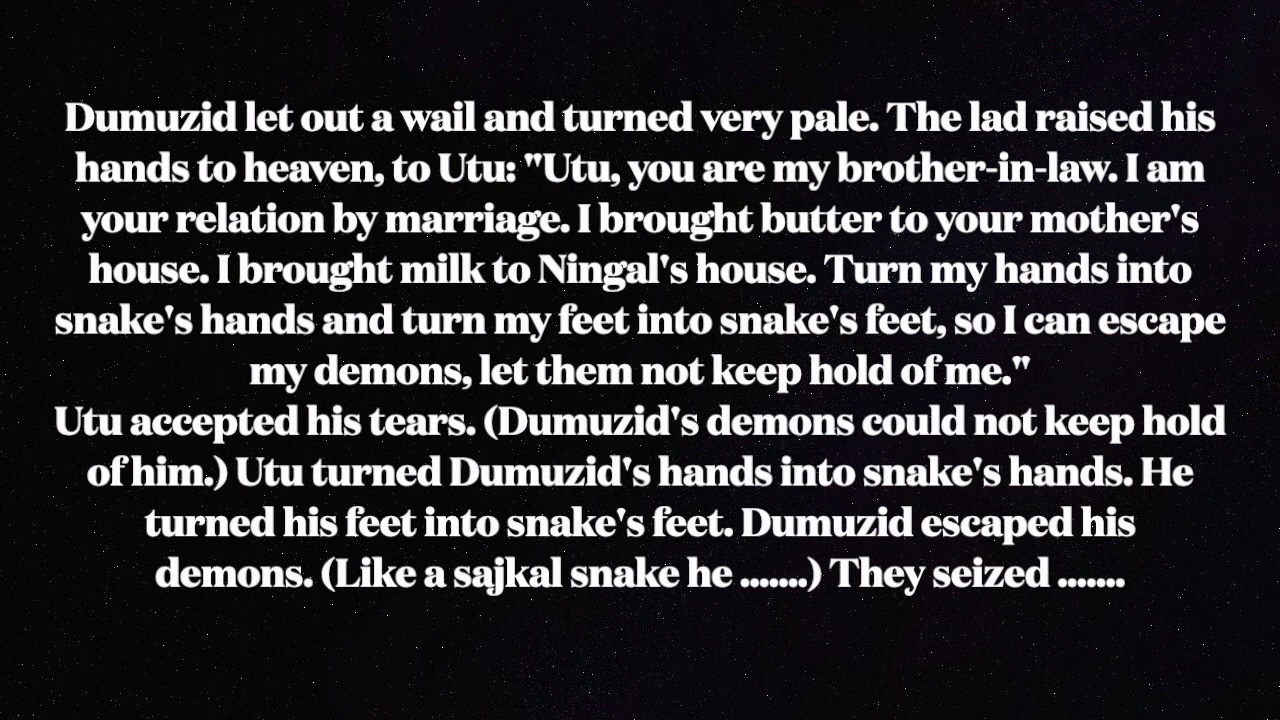 Dumuzid let out a wail and turned very pale. The lad raised his
hands to heaven, to Utu: "Utu, you are my brother-in-law. I am
your relation by marriage. I brought butter to your mother's
house. I brought milk to Ningal's house. Turn my hands into
snake's hands and turn my feet into snake's feet, so I can escape
my demons, let them not keep hold of me."
Utu accepted his tears. (Dumuzid's demons could not keep hold
of him.) Utu turned Dumuzid's hands into snake's hands. He
turned his feet into snake's feet. Dumuzid escaped his
demons. (Like a sajkal snake he .......) They seized .......